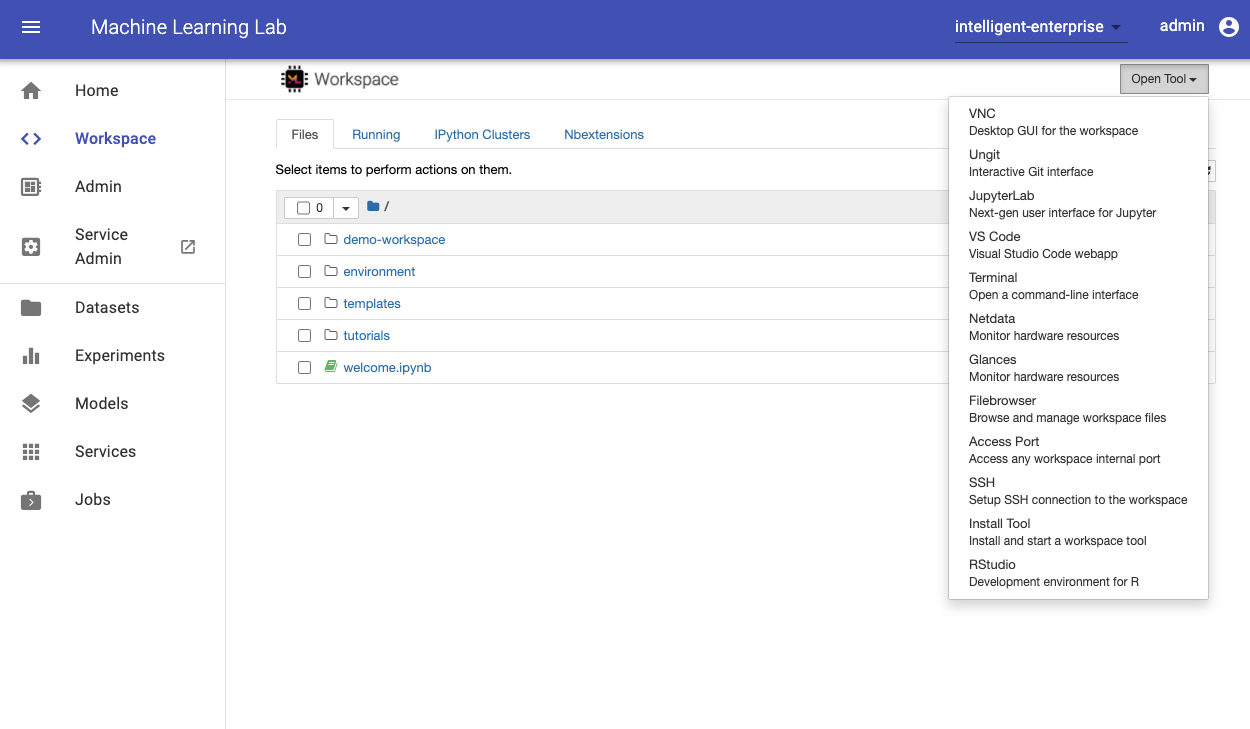 Machine Learning Lab
intelligent-enterprise
admin
Home
Workspace
Admin
Service
Admin
Datasets
Experiments
Models
Services
Jobs
Workspace
Open Tool
Files
Running
IPython Clusters
Nbextensions
Select items to perform actions on them.
0
/
demo-workspace
environment
templates
tutorials
welcome.ipynb
VNC
Desktop GUI for the workspace
Ungit
Interactive Git interface
JupyterLab
Next-gen user interface for Jupyter
VS Code
Visual Studio Code webapp
Terminal
Open a command-line interface
Netdata
Monitor hardware resources
Glances
Monitor hardware resources
Filebrowser
Browse and manage workspace files
Access Port
Access any workspace internal port
SSH
Setup SSH connection to the workspace
Install Tool
Install and start a workspace tool
RStudio
Development environment for R